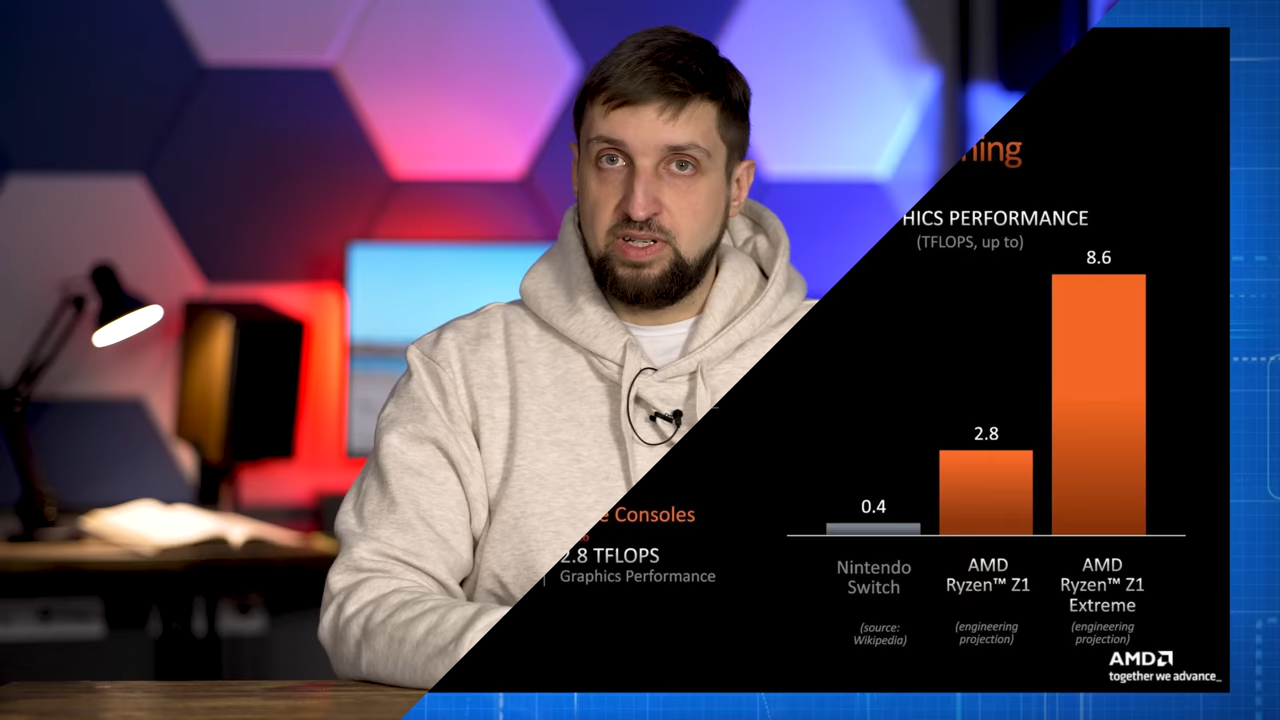 ning
HICS PERFORMANCE
(TFLOPS, up to)
8.6
2.8
0.4
e Consoles
2.8 TFLOPS
Graphics Performance
Nintendo
Switch
(source:
Wikipedia)
AMD
Ryzen™ Z1
(engineering
projection)
AMD
Ryzen™ Z1
Extreme
(engineering
projection)
AMD
together we advance_